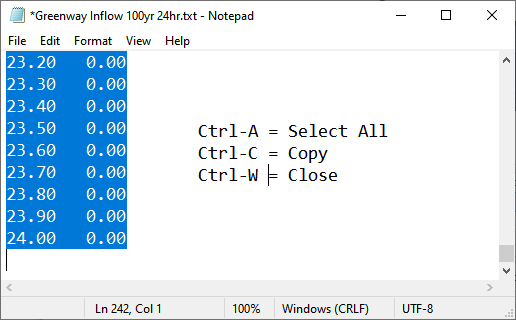 *Greenway Inflow 100yr 24hr.txt - Notepad
File Edit Format View Help
23.20 0.00
23.30 0.00
23.40 0.00
23.50 0.00 Ctrl-A = Select All
23.60 0.00 Ctrl-C = Copy
23.70 0.00 Ctrl-W = Close
23.80 0.00
23.90 0.00
24.00 0.00
Ln 242, Col 1 100% Windows (CRLF) UTF-8